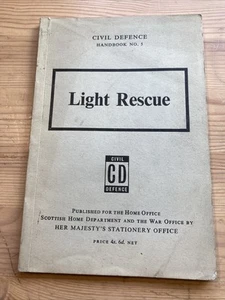 CIVIL DEFENCE
HANDBOOK NO. 3
Light Rescue
CIVIL
CD
DEFENCE
PUBLISHED FOR THE HOME OFFICE
SCOTTISH HOME DEPARTMENT AND THE WAR OFFICE BY
HER MAJESTY'S STATIONERY OFFICE
PRICE 4s. 6d. NET